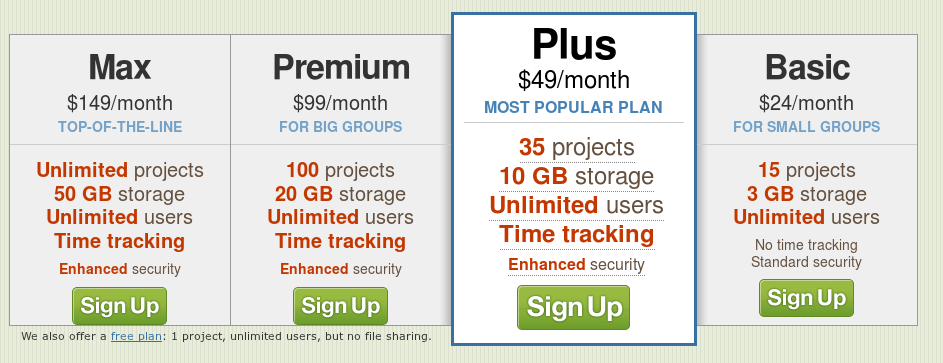 Max
$149/month
TOP-OF-THE-LINE
Unlimited projects
50 GB storage
Unlimited users
Time tracking
Enhanced security
Sign Up
Premium
$99/month
FOR BIG GROUPS
100 projects
20 GB storage
Unlimited users
Time tracking
Enhanced security
Sign Up
Plus
$49/month
MOST POPULAR PLAN
35 projects
10 GB storage
Unlimited users
Time tracking
Enhanced security
Sign Up
Basic
$24/month
FOR SMALL GROUPS
15 projects
3 GB storage
Unlimited users
No time tracking
Standard security
Sign Up
We also offer a free plan: 1 project, unlimited users, but no file sharing.